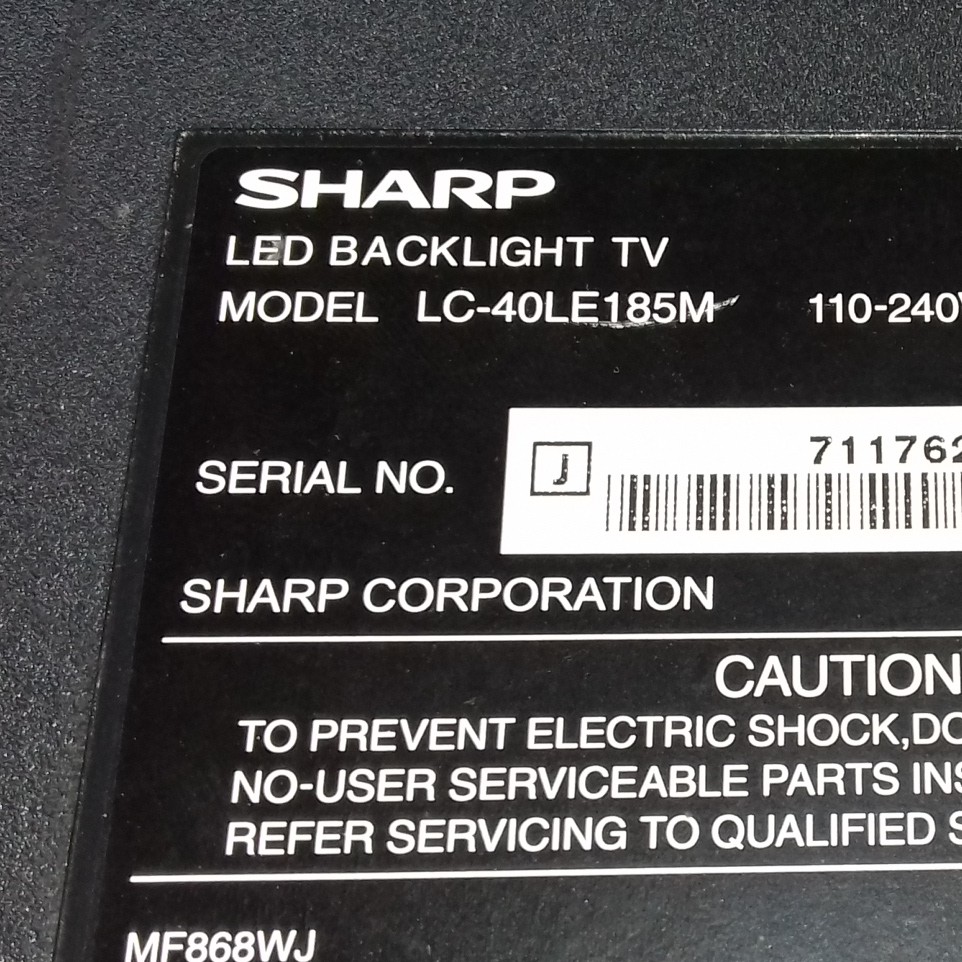 SHARP
LED BACKLIGHT TV
MODEL LC-40LE185M 110-240V
SERIAL NO. J 711762
SHARP CORPORATION
CAUTION
TO PREVENT ELECTRIC SHOCK,DO
NO-USER SERVICEABLE PARTS INS
REFER SERVICING TO QUALIFIED S
MF868WJ